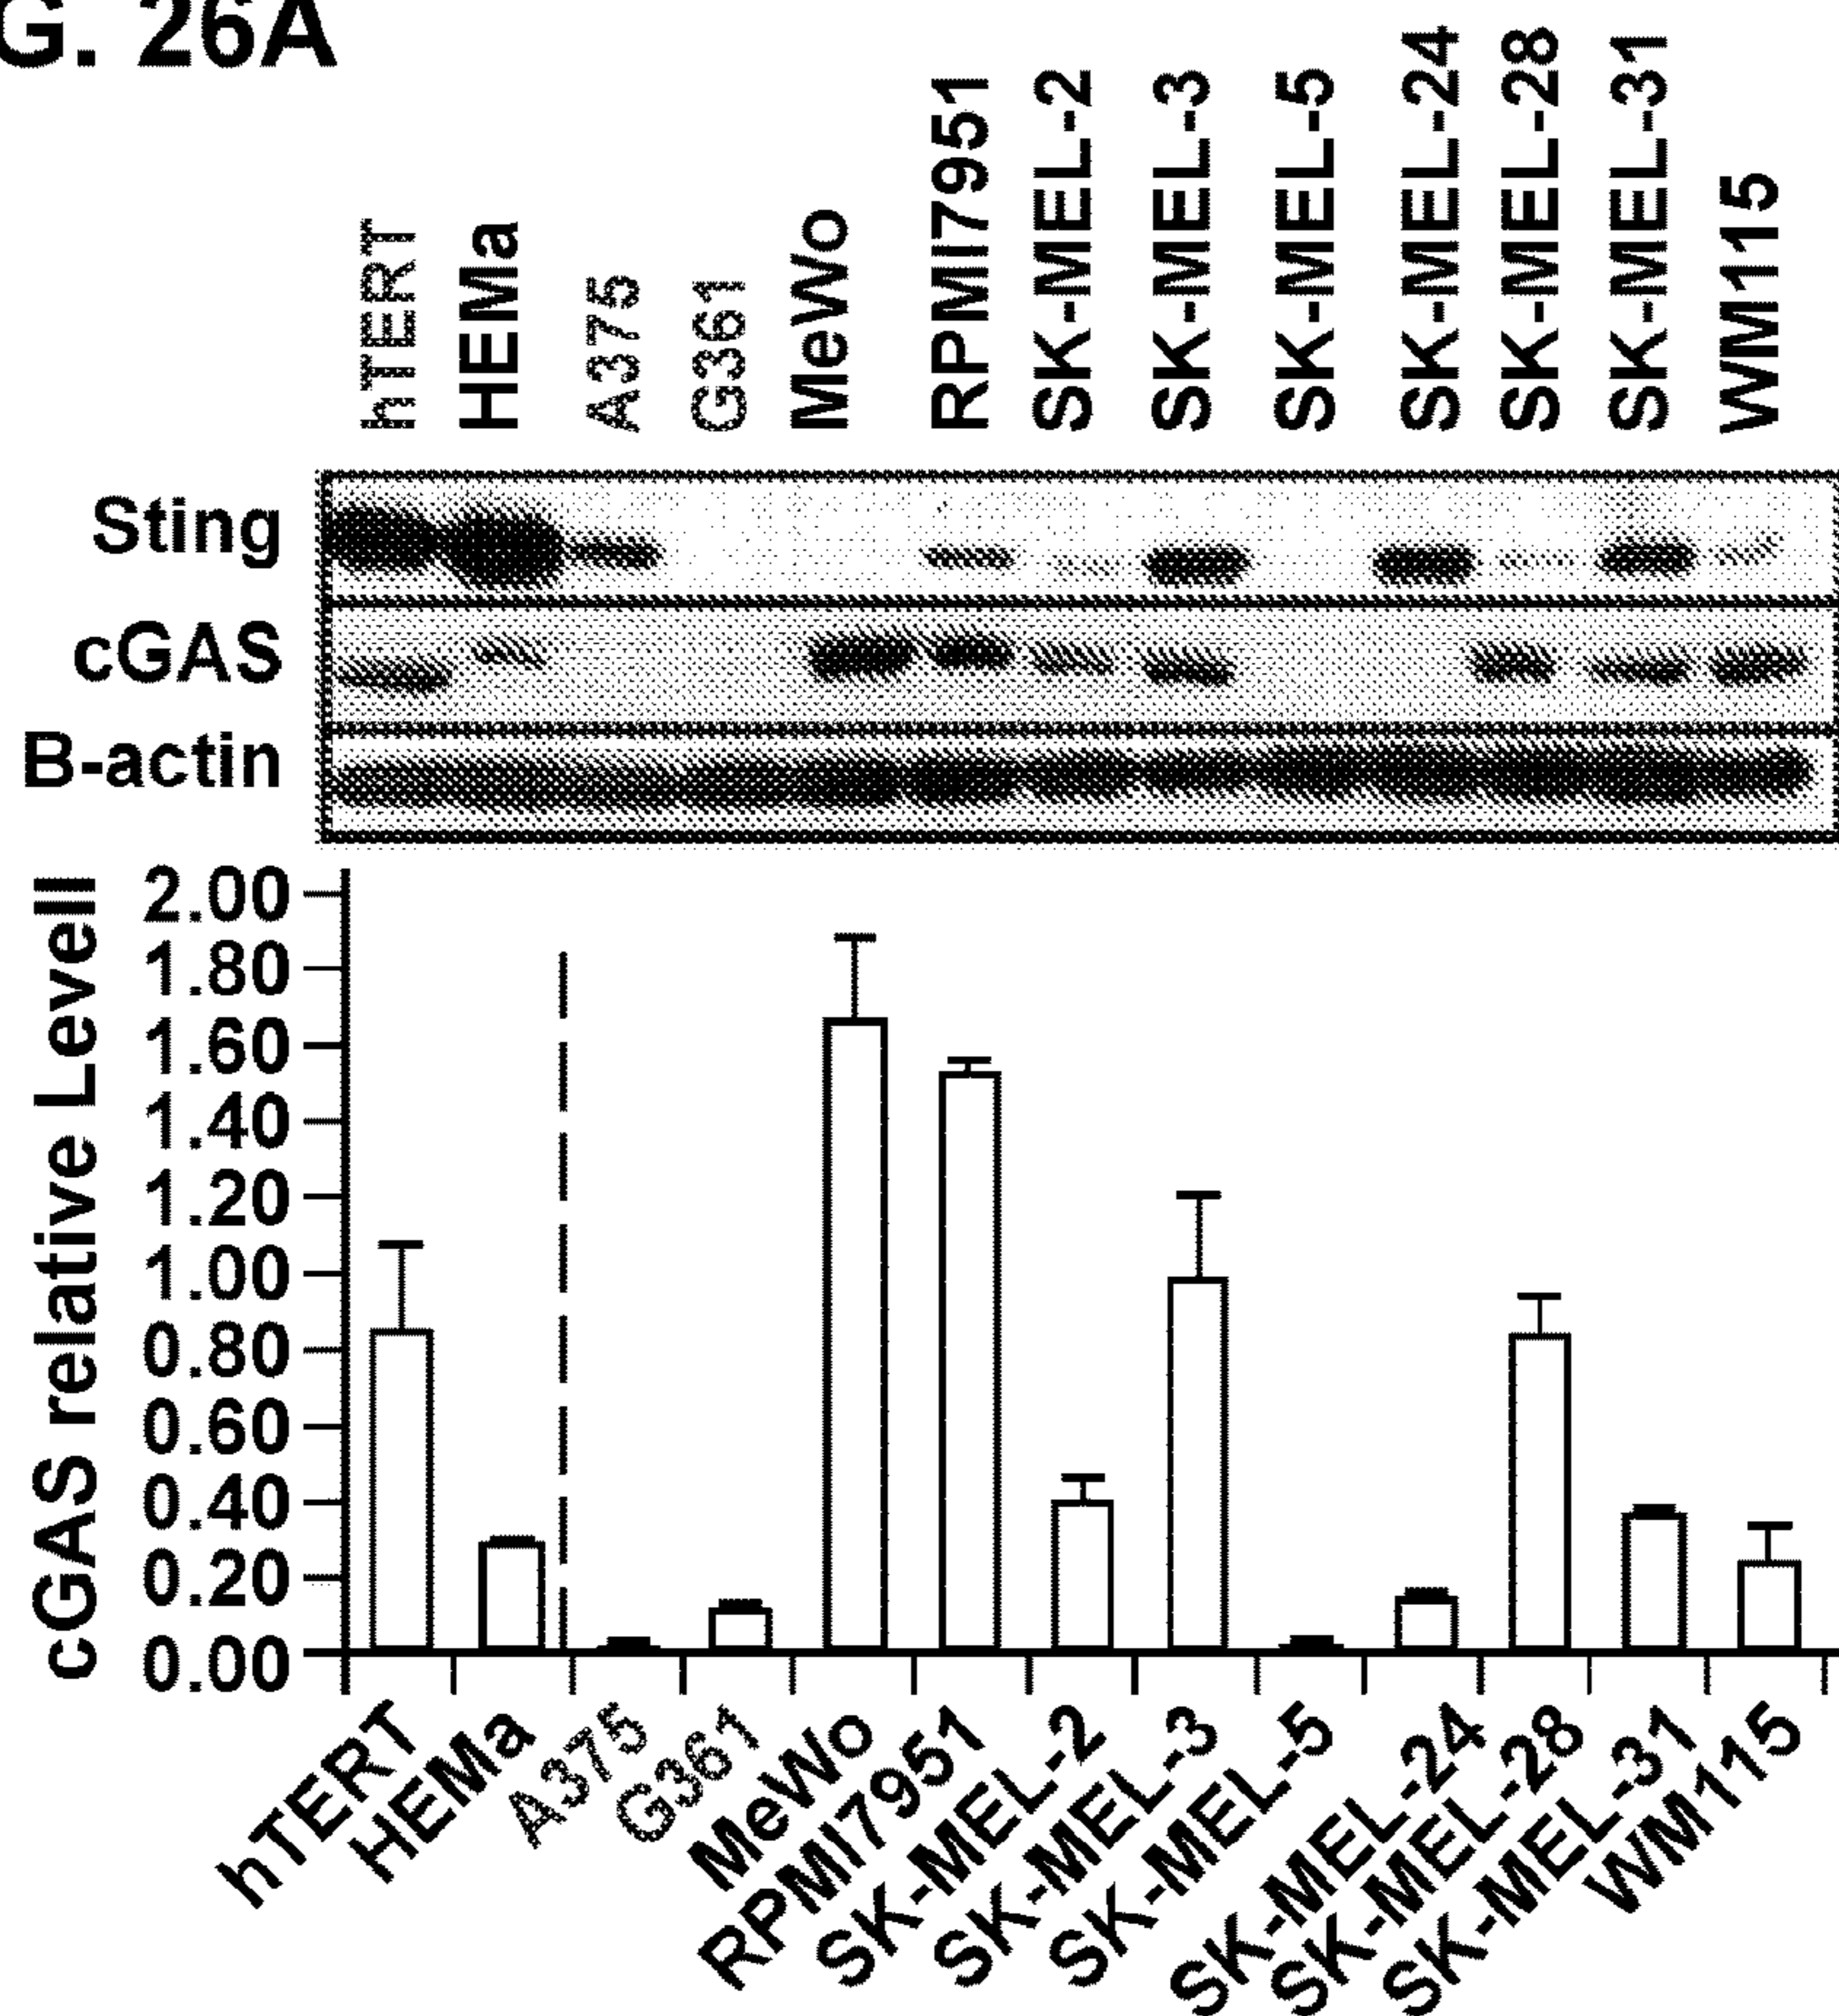 G. 26A
hTERT
HEMa
A375
G361
MeWo
RPMI7951
SK-MEL-2
SK-MEL-3
SK-MEL-5
SK-MEL-24
SK-MEL-28
SK-MEL-31
WM115
Sting
cGAS
B-actin
cGAS relative Levell
2.00
1.80
1.60
1.40
1.20
1.00
0.80
0.60
0.40
0.20
0.00
hTERT
HEMa
A375
G361
MeWo
RPMI7951
SK-MEL-2
SK-MEL-3
SK-MEL-5
SK-MEL-24
SK-MEL-28
SK-MEL-31
WM115